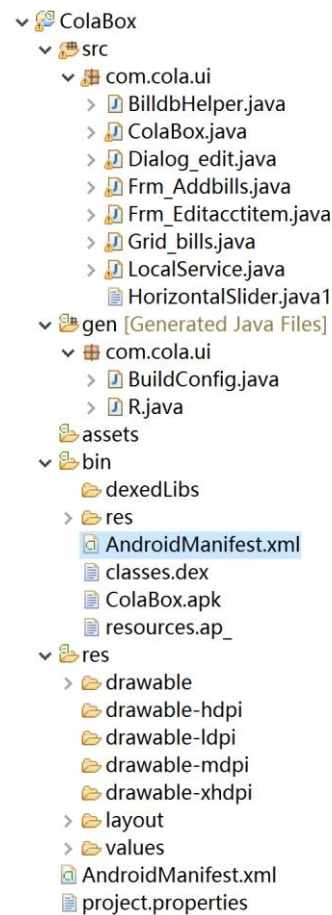 ColaBox
src
com.cola.ui
BilldbHelper.java
ColaBox.java
Dialog_edit.java
Frm_Addbills.java
Frm_Editacctitem.java
Grid_bills.java
LocalService.java
HorizontalSlider.java1
gen [Generated Java Files]
com.cola.ui
BuildConfig.java
R.java
assets
bin
dexedLibs
res
AndroidManifest.xml
classes.dex
ColaBox.apk
resources.ap_
res
drawable
drawable-hdpi
drawable-ldpi
drawable-mdpi
drawable-xhdpi
layout
values
AndroidManifest.xml
project.properties